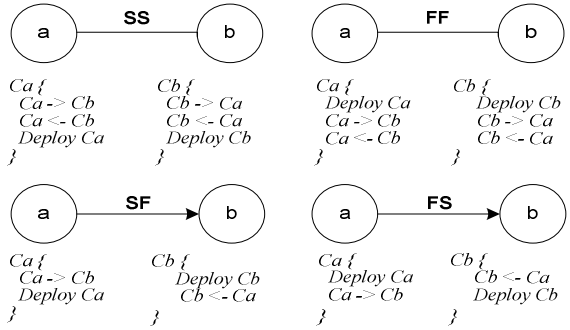 a SS b
Ca {
Ca -> Cb
Ca <- Cb
Deploy Ca
}
Cb {
Cb -> Ca
Cb <- Ca
Deploy Cb
}
a FF b
Ca {
Deploy Ca
Ca -> Cb
Ca <- Cb
}
Cb {
Deploy Cb
Cb -> Ca
Cb <- Ca
}
a SF b
Ca {
Ca -> Cb
Deploy Ca
}
Cb {
Deploy Cb
Cb <- Ca
}
a FS b
Ca {
Deploy Ca
Ca -> Cb
}
Cb {
Cb <- Ca
Deploy Cb
}